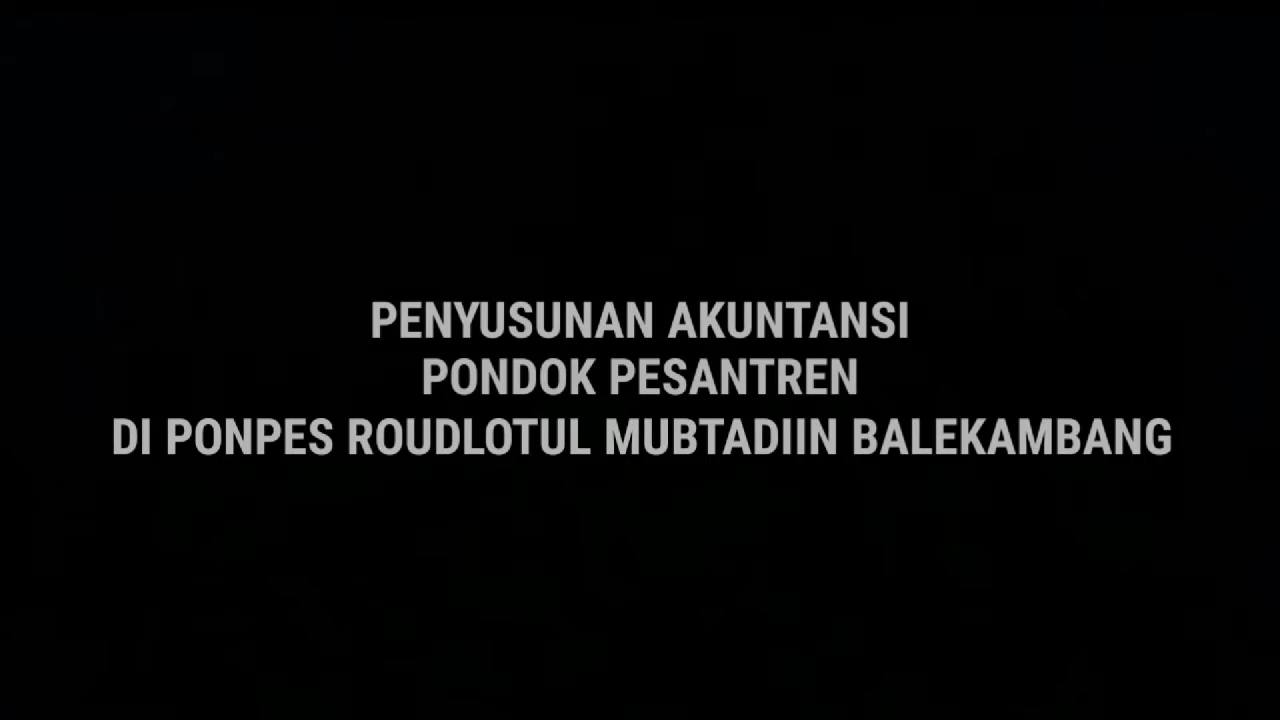 PENYUSUNAN AKUNTANSI
PONDOK PESANTREN
DI PONPES ROUDLOTUL MUBTADIIN BALEKAMBANG